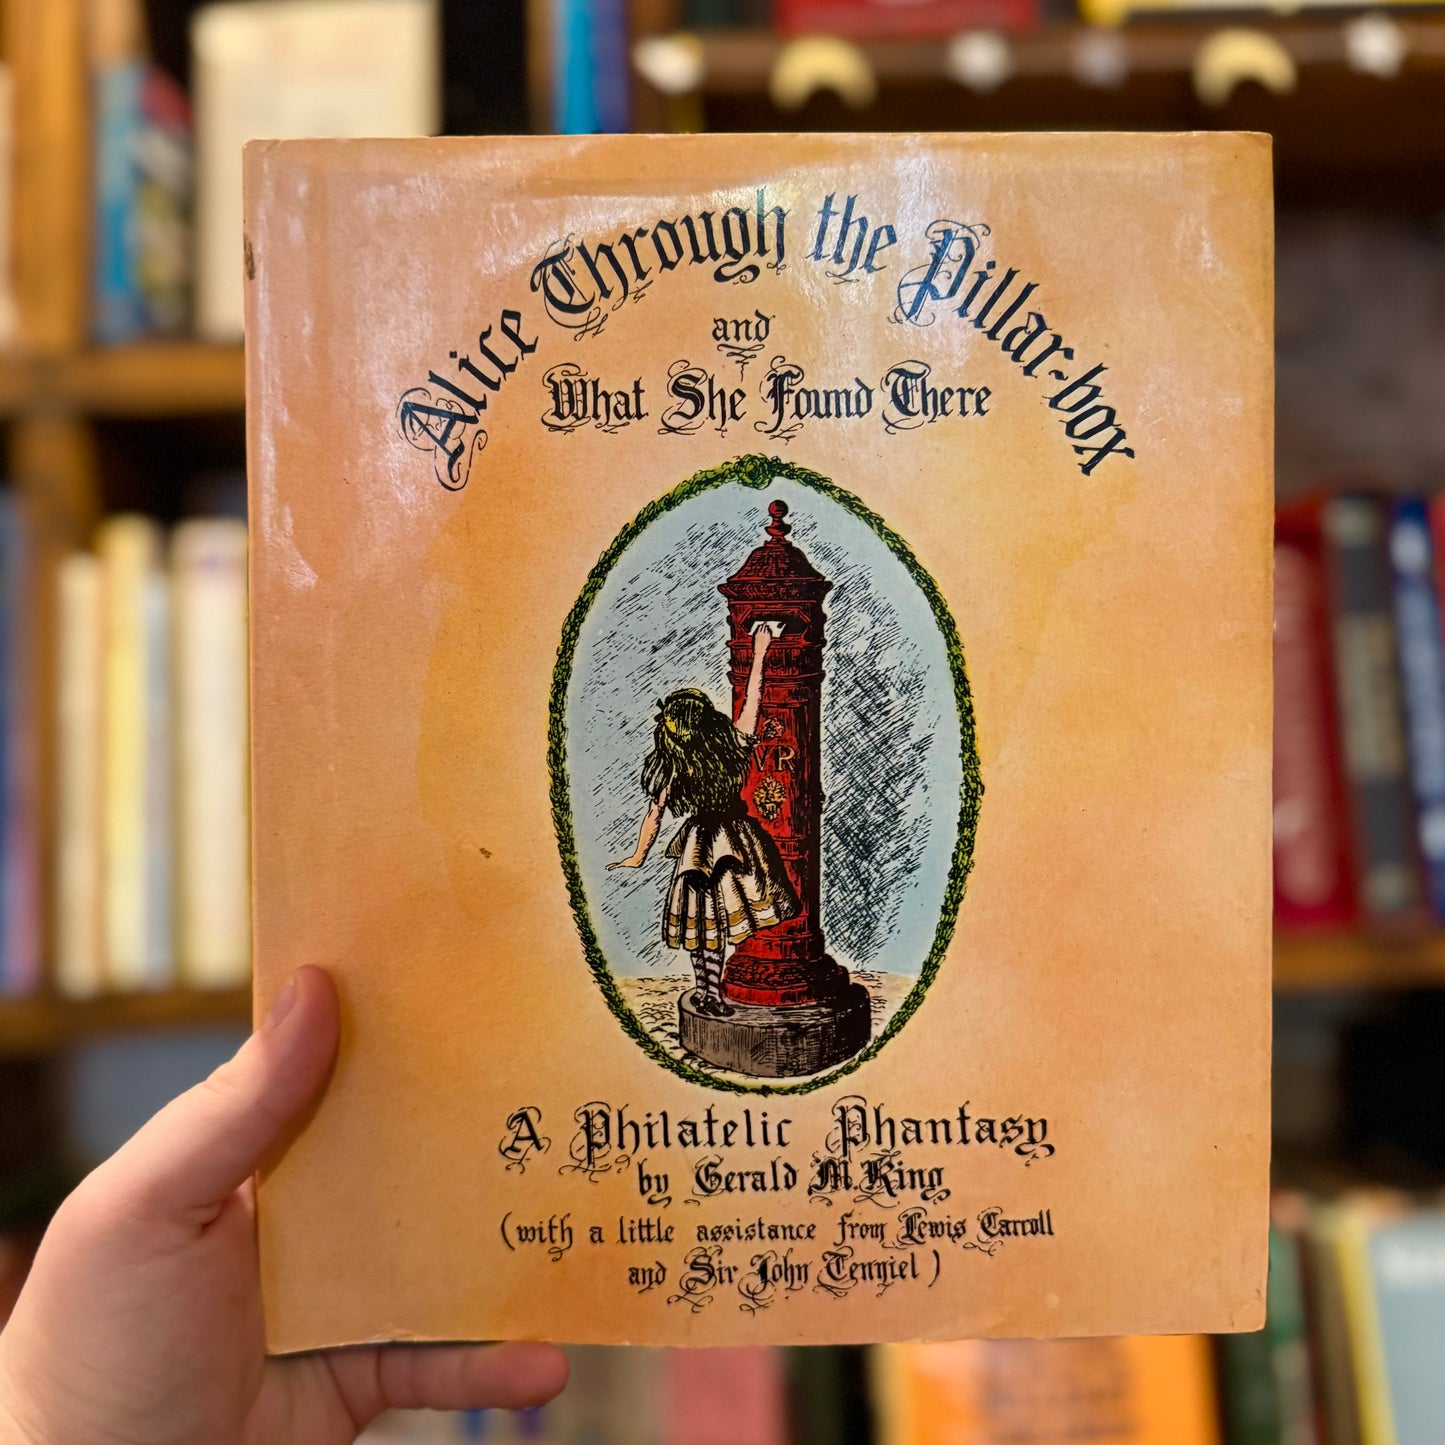 Alice Through the Pillar-box
and
What She Found There
VR
A Philatelic Phantasy
by Gerald M. King
(with a little assistance from Lewis Carroll
and Sir John Tenniel)